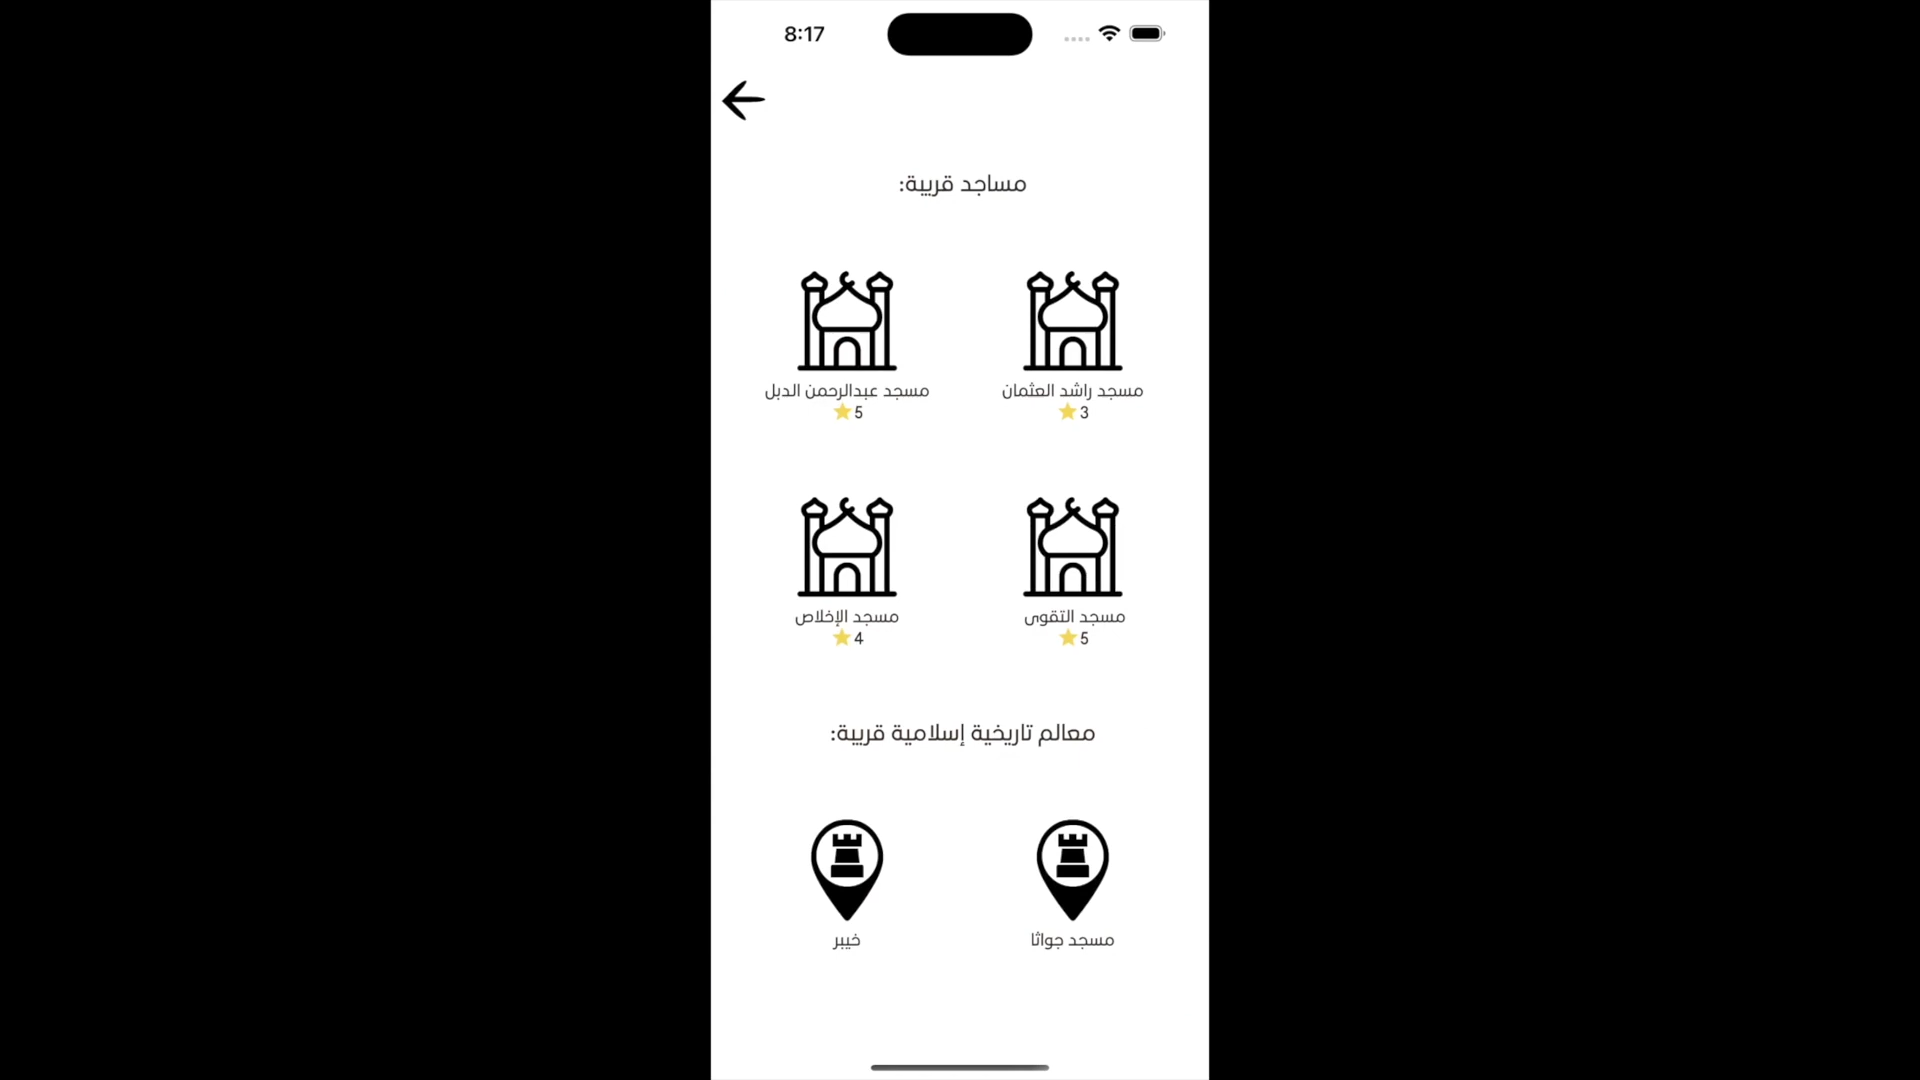 8:17
مساجد قريبة:
مسجد راشد العثمان
3⭐
مسجد عبدالرحمن الدبل
5⭐
مسجد التقوى
5⭐
مسجد الإخلاص
4⭐
معالم تاريخية إسلامية قريبة:
مسجد جواثا
خيبر